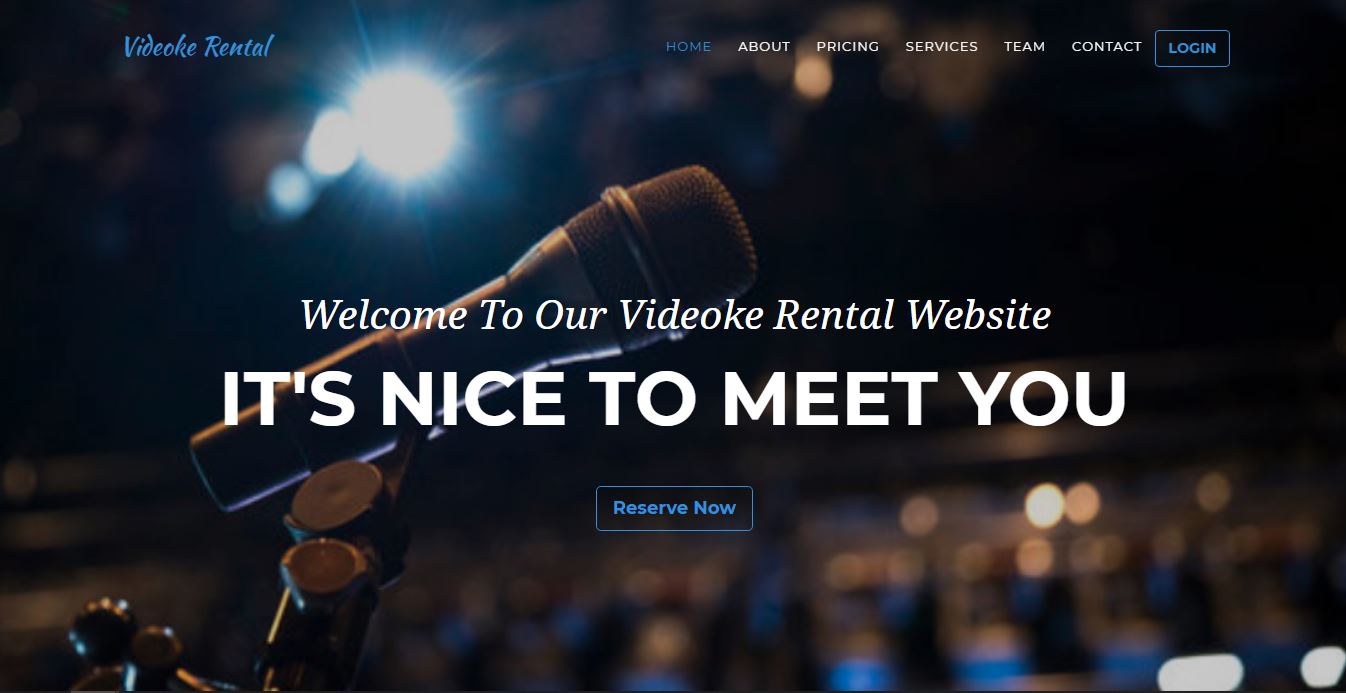 Videoke Rental
HOME ABOUT PRICING SERVICES TEAM CONTACT LOGIN
Welcome To Our Videoke Rental Website
IT'S NICE TO MEET YOU
Reserve Now